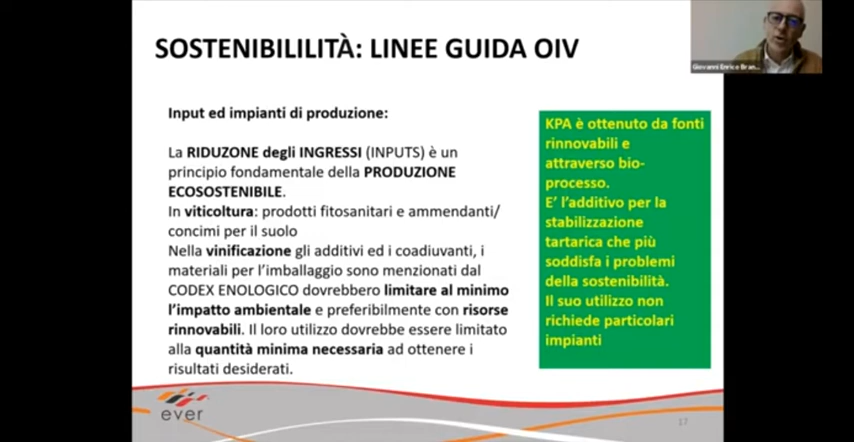 SOSTENIBILILITÀ: LINEE GUIDA OIV
Giovanni Enrico Bran...
Input ed impianti di produzione:
La RIDUZONE degli INGRESSI (INPUTS) è un
principio fondamentale della PRODUZIONE
ECOSOSTENIBILE.
In viticoltura: prodotti fitosanitari e ammendanti/
concimi per il suolo
Nella vinificazione gli additivi ed i coadiuvanti, i
materiali per l'imballaggio sono menzionati dal
CODEX ENOLOGICO dovrebbero limitare al minimo
l'impatto ambientale e preferibilmente con risorse
rinnovabili. Il loro utilizzo dovrebbe essere limitato
alla quantità minima necessaria ad ottenere i
risultati desiderati.
KPA è ottenuto da fonti
rinnovabili e
attraverso bio-
processo.
E' l'additivo per la
stabilizzazione
tartarica che più
soddisfa i problemi
della sostenibilità.
Il suo utilizzo non
richiede particolari
impianti
ever
17